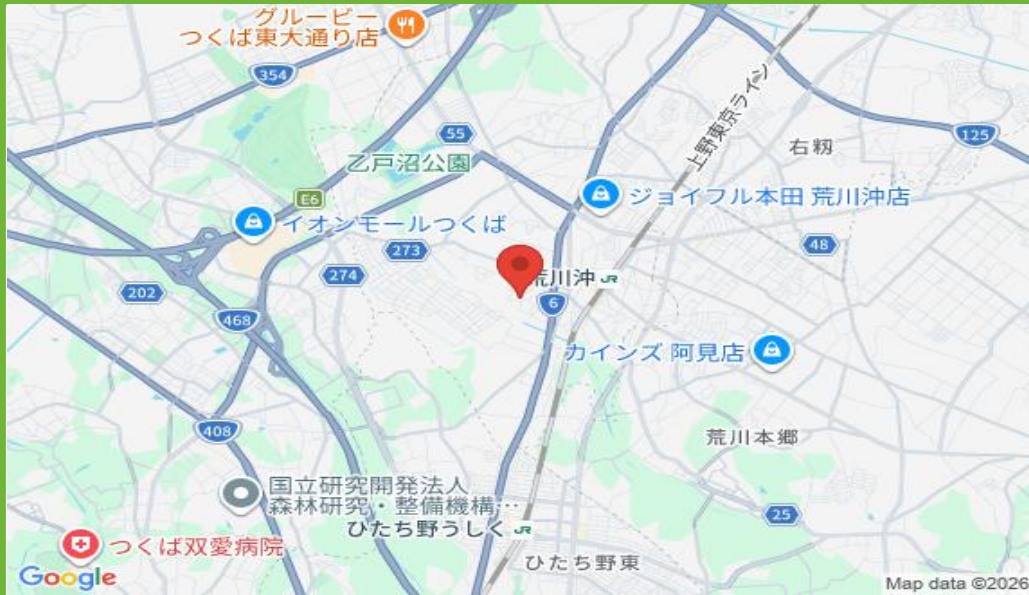 グルービー
つくば東大通り店
354
55
125
右籾
上野東京ライン
乙戸沼公園
E6
ジョイフル本田 荒川沖店
イオンモールつくば
273
48
274
荒川沖 JR
202
6
468
カインズ 阿見店
408
荒川本郷
国立研究開発法人
森林研究・整備機構…
25
ひたち野うしく JR
つくば双愛病院
ひたち野東
Google
Map data ©2026